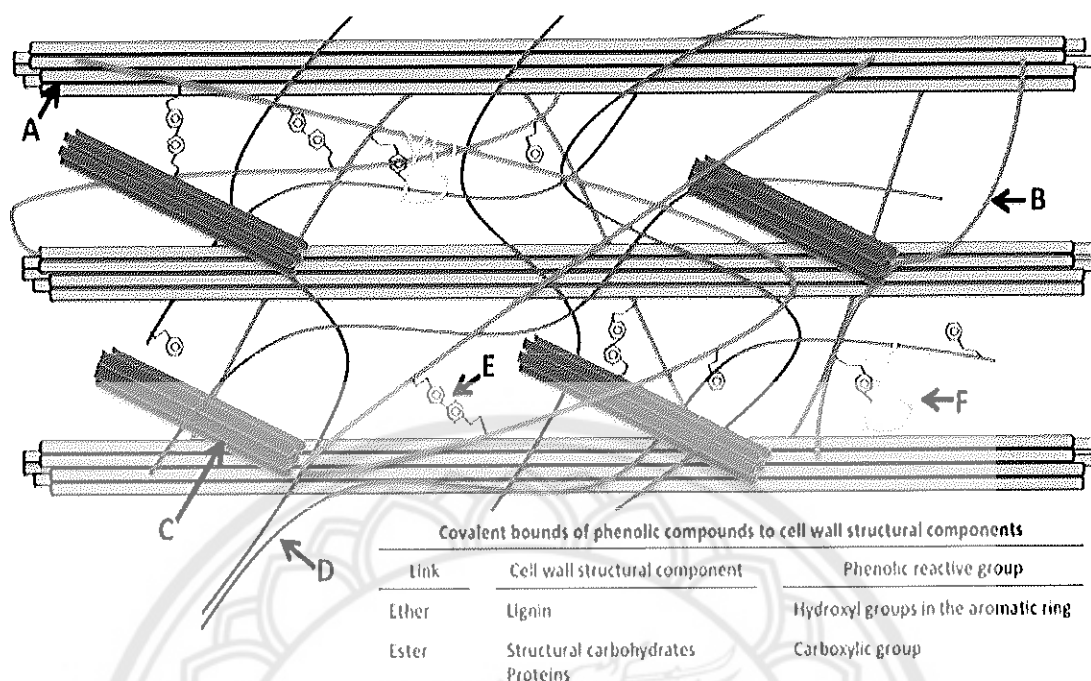 A
B
E
F
C
D
Covalent bounds of phenolic compounds to cell wall structural components
Link Cell wall structural component Phenolic reactive group
Ether Lignin Hydroxyl groups in the aromatic ring
Ester Structural carbohydrates Carboxylic group
Proteins